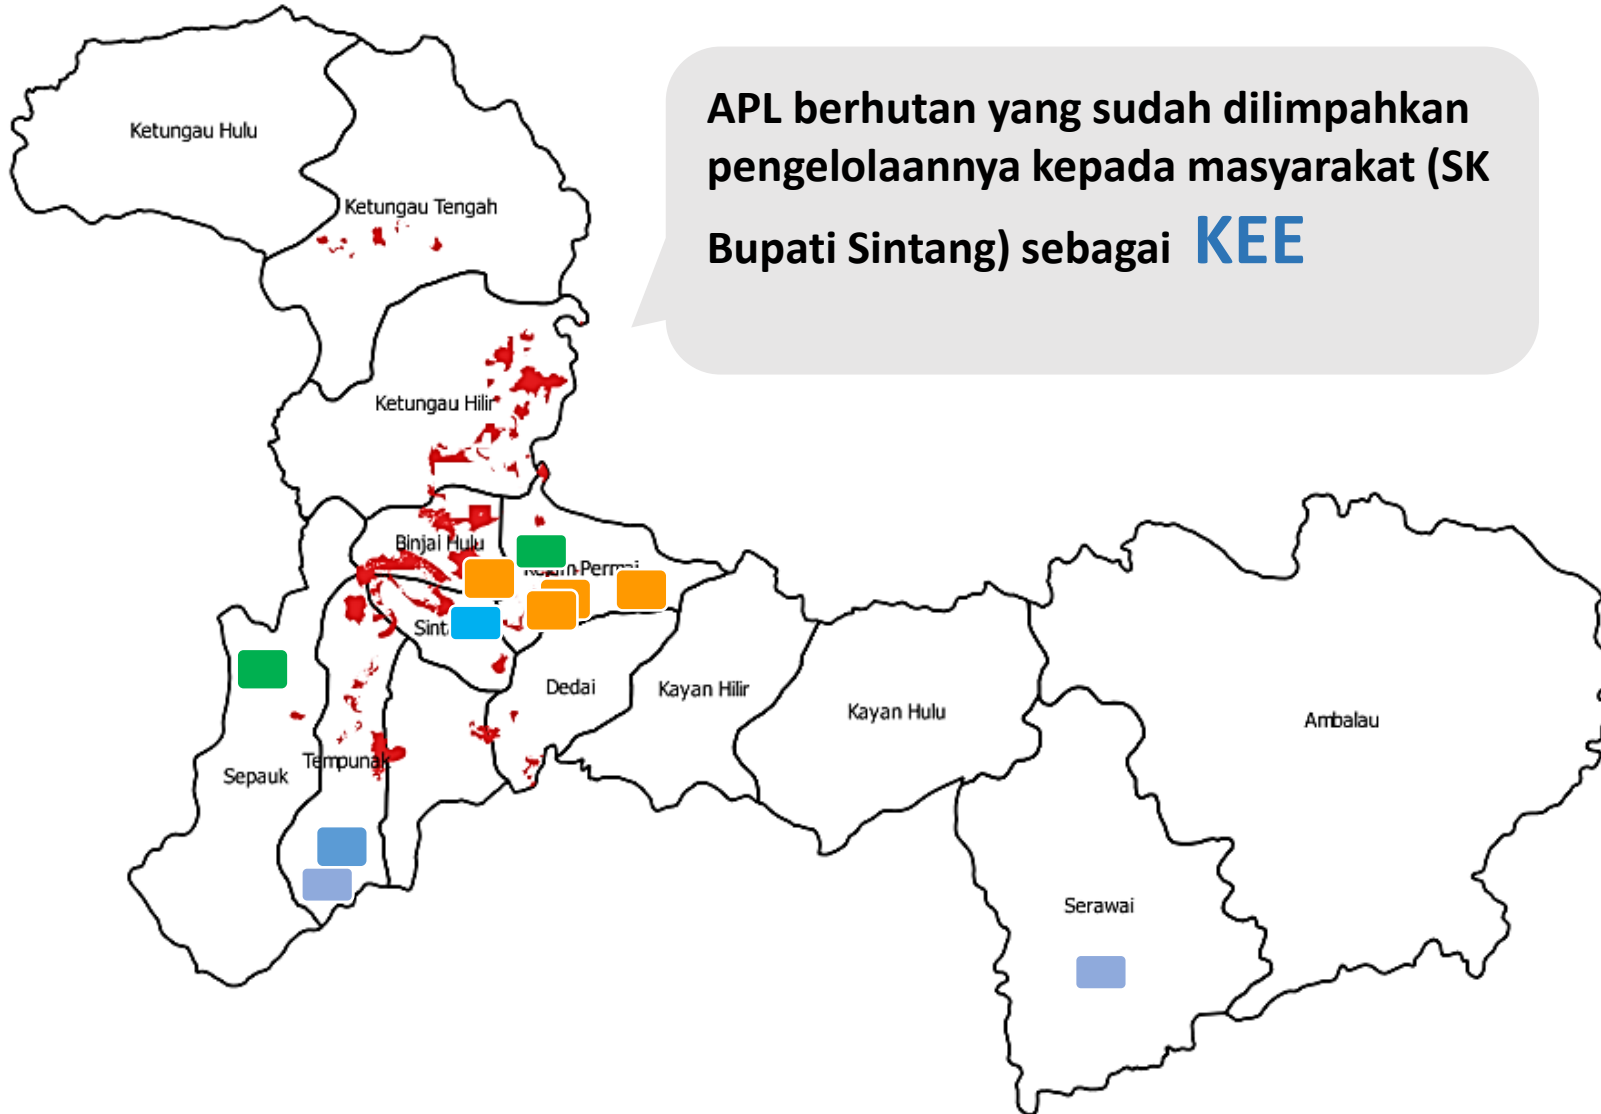 APL berhutan yang sudah dilimpahkan
pengelolaannya kepada masyarakat (SK
Bupati Sintang) sebagai KEE
Ketungau Hulu
Ketungau Tengah
Ketungau Hilir
Binjai Hulu
Permai
Dedai
Kayan Hilir
Kayan Hulu
Ambalau
Tempunak
Sepauk
Serawai